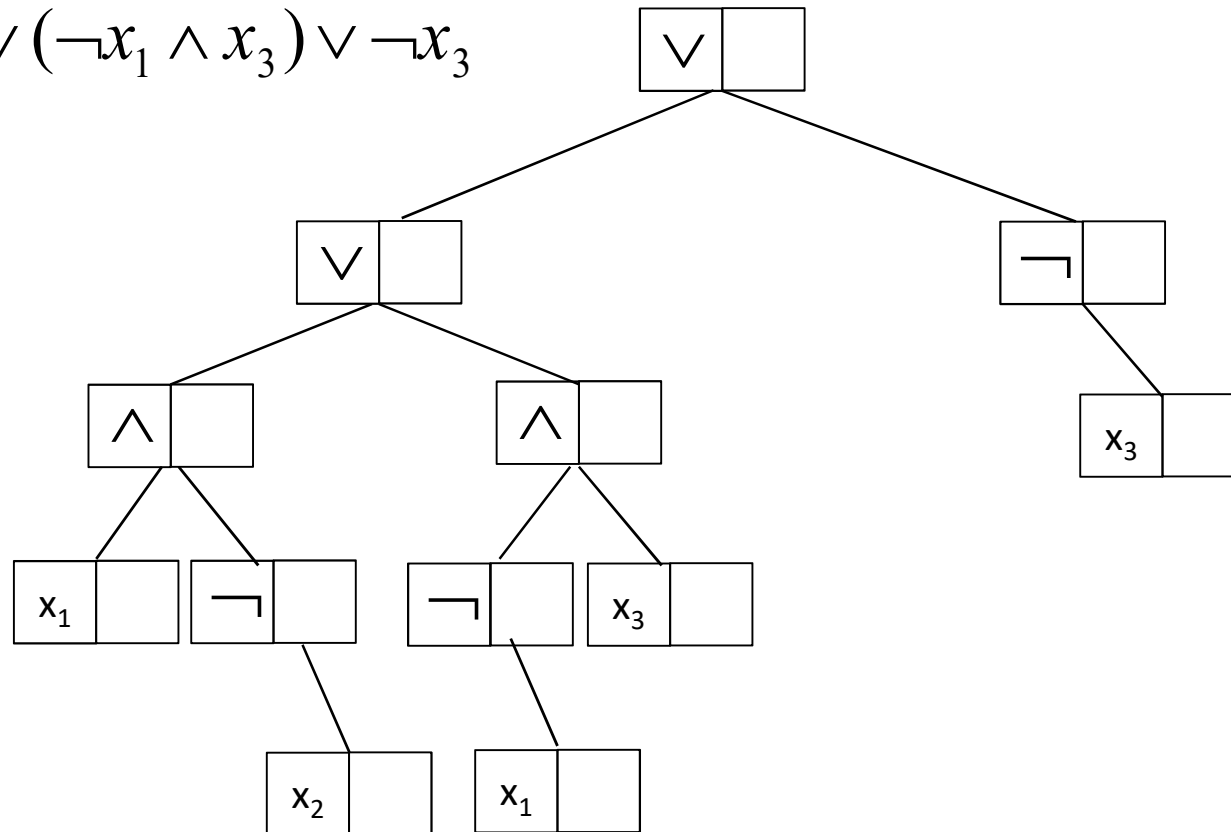 ∨ (¬x₁ ∧ x₃) ∨ ¬x₃
∨
∨ ¬
∧ ∧ x₃
x₁ ¬ ¬ x₃
x₂ x₁